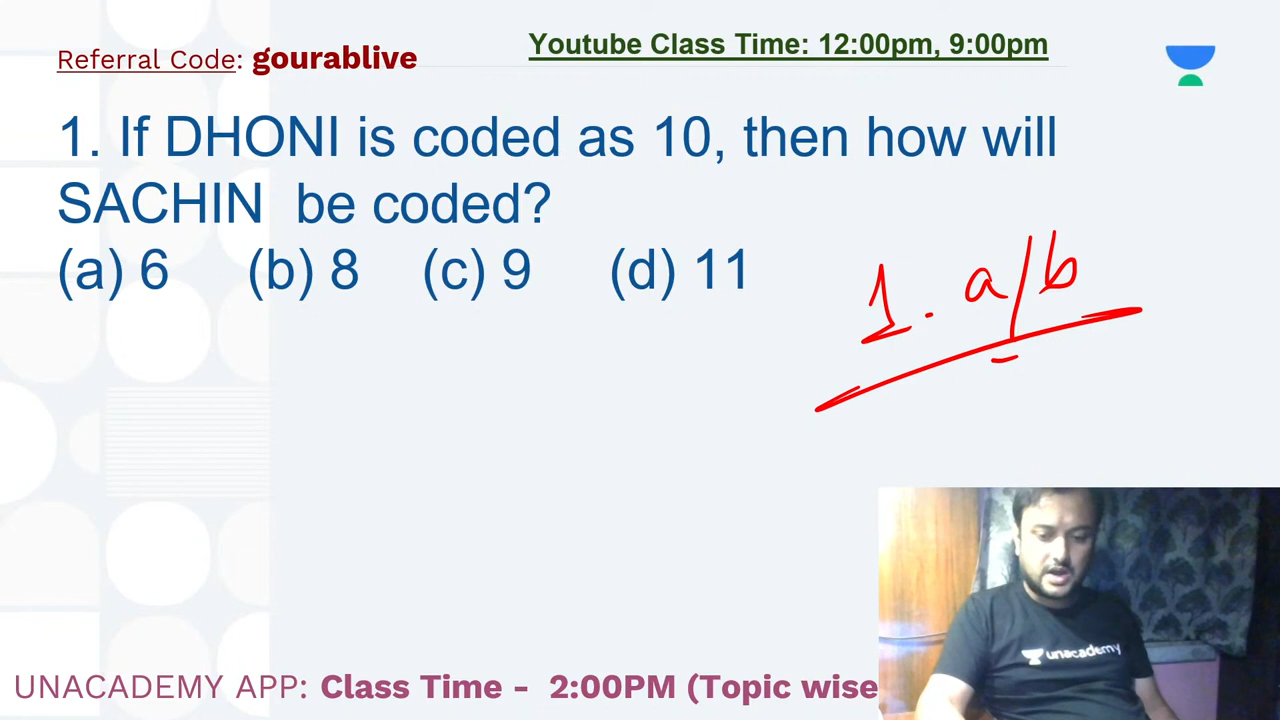 Referral Code: gourablive
Youtube Class Time: 12:00pm, 9:00pm
1. If DHONI is coded as 10, then how will
SACHIN be coded?
(a) 6 (b) 8 (c) 9 (d) 11
1. a/b
unacademy
UNACADEMY APP: Class Time - 2:00PM (Topic wise